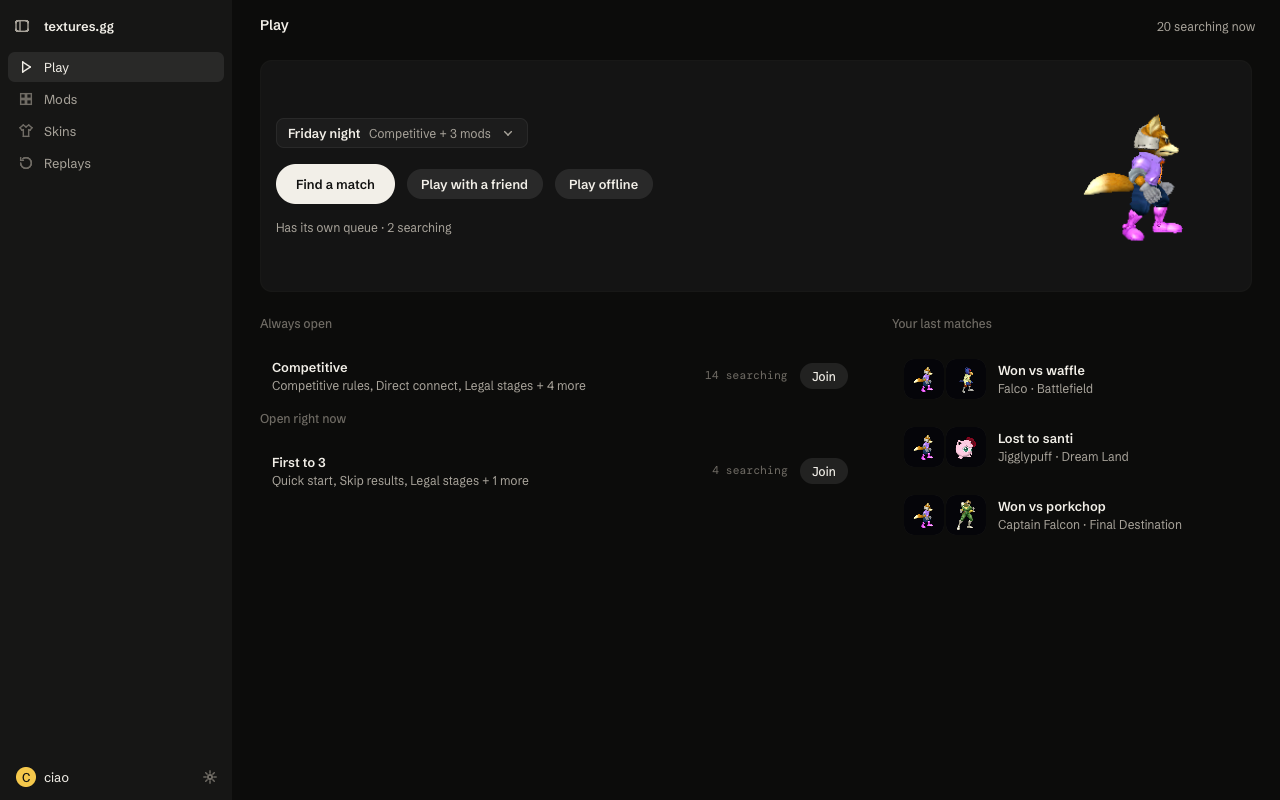 textures.gg
Play
Mods
Skins
Replays
C ciao
Play
20 searching now
Friday night Competitive + 3 mods
Find a match
Play with a friend
Play offline
Has its own queue · 2 searching
Always open
Competitive
Competitive rules, Direct connect, Legal stages + 4 more
14 searching
Join
Open right now
First to 3
Quick start, Skip results, Legal stages + 1 more
4 searching
Join
Your last matches
Won vs waffle
Falco · Battlefield
Lost to santi
Jigglypuff · Dream Land
Won vs porkchop
Captain Falcon · Final Destination